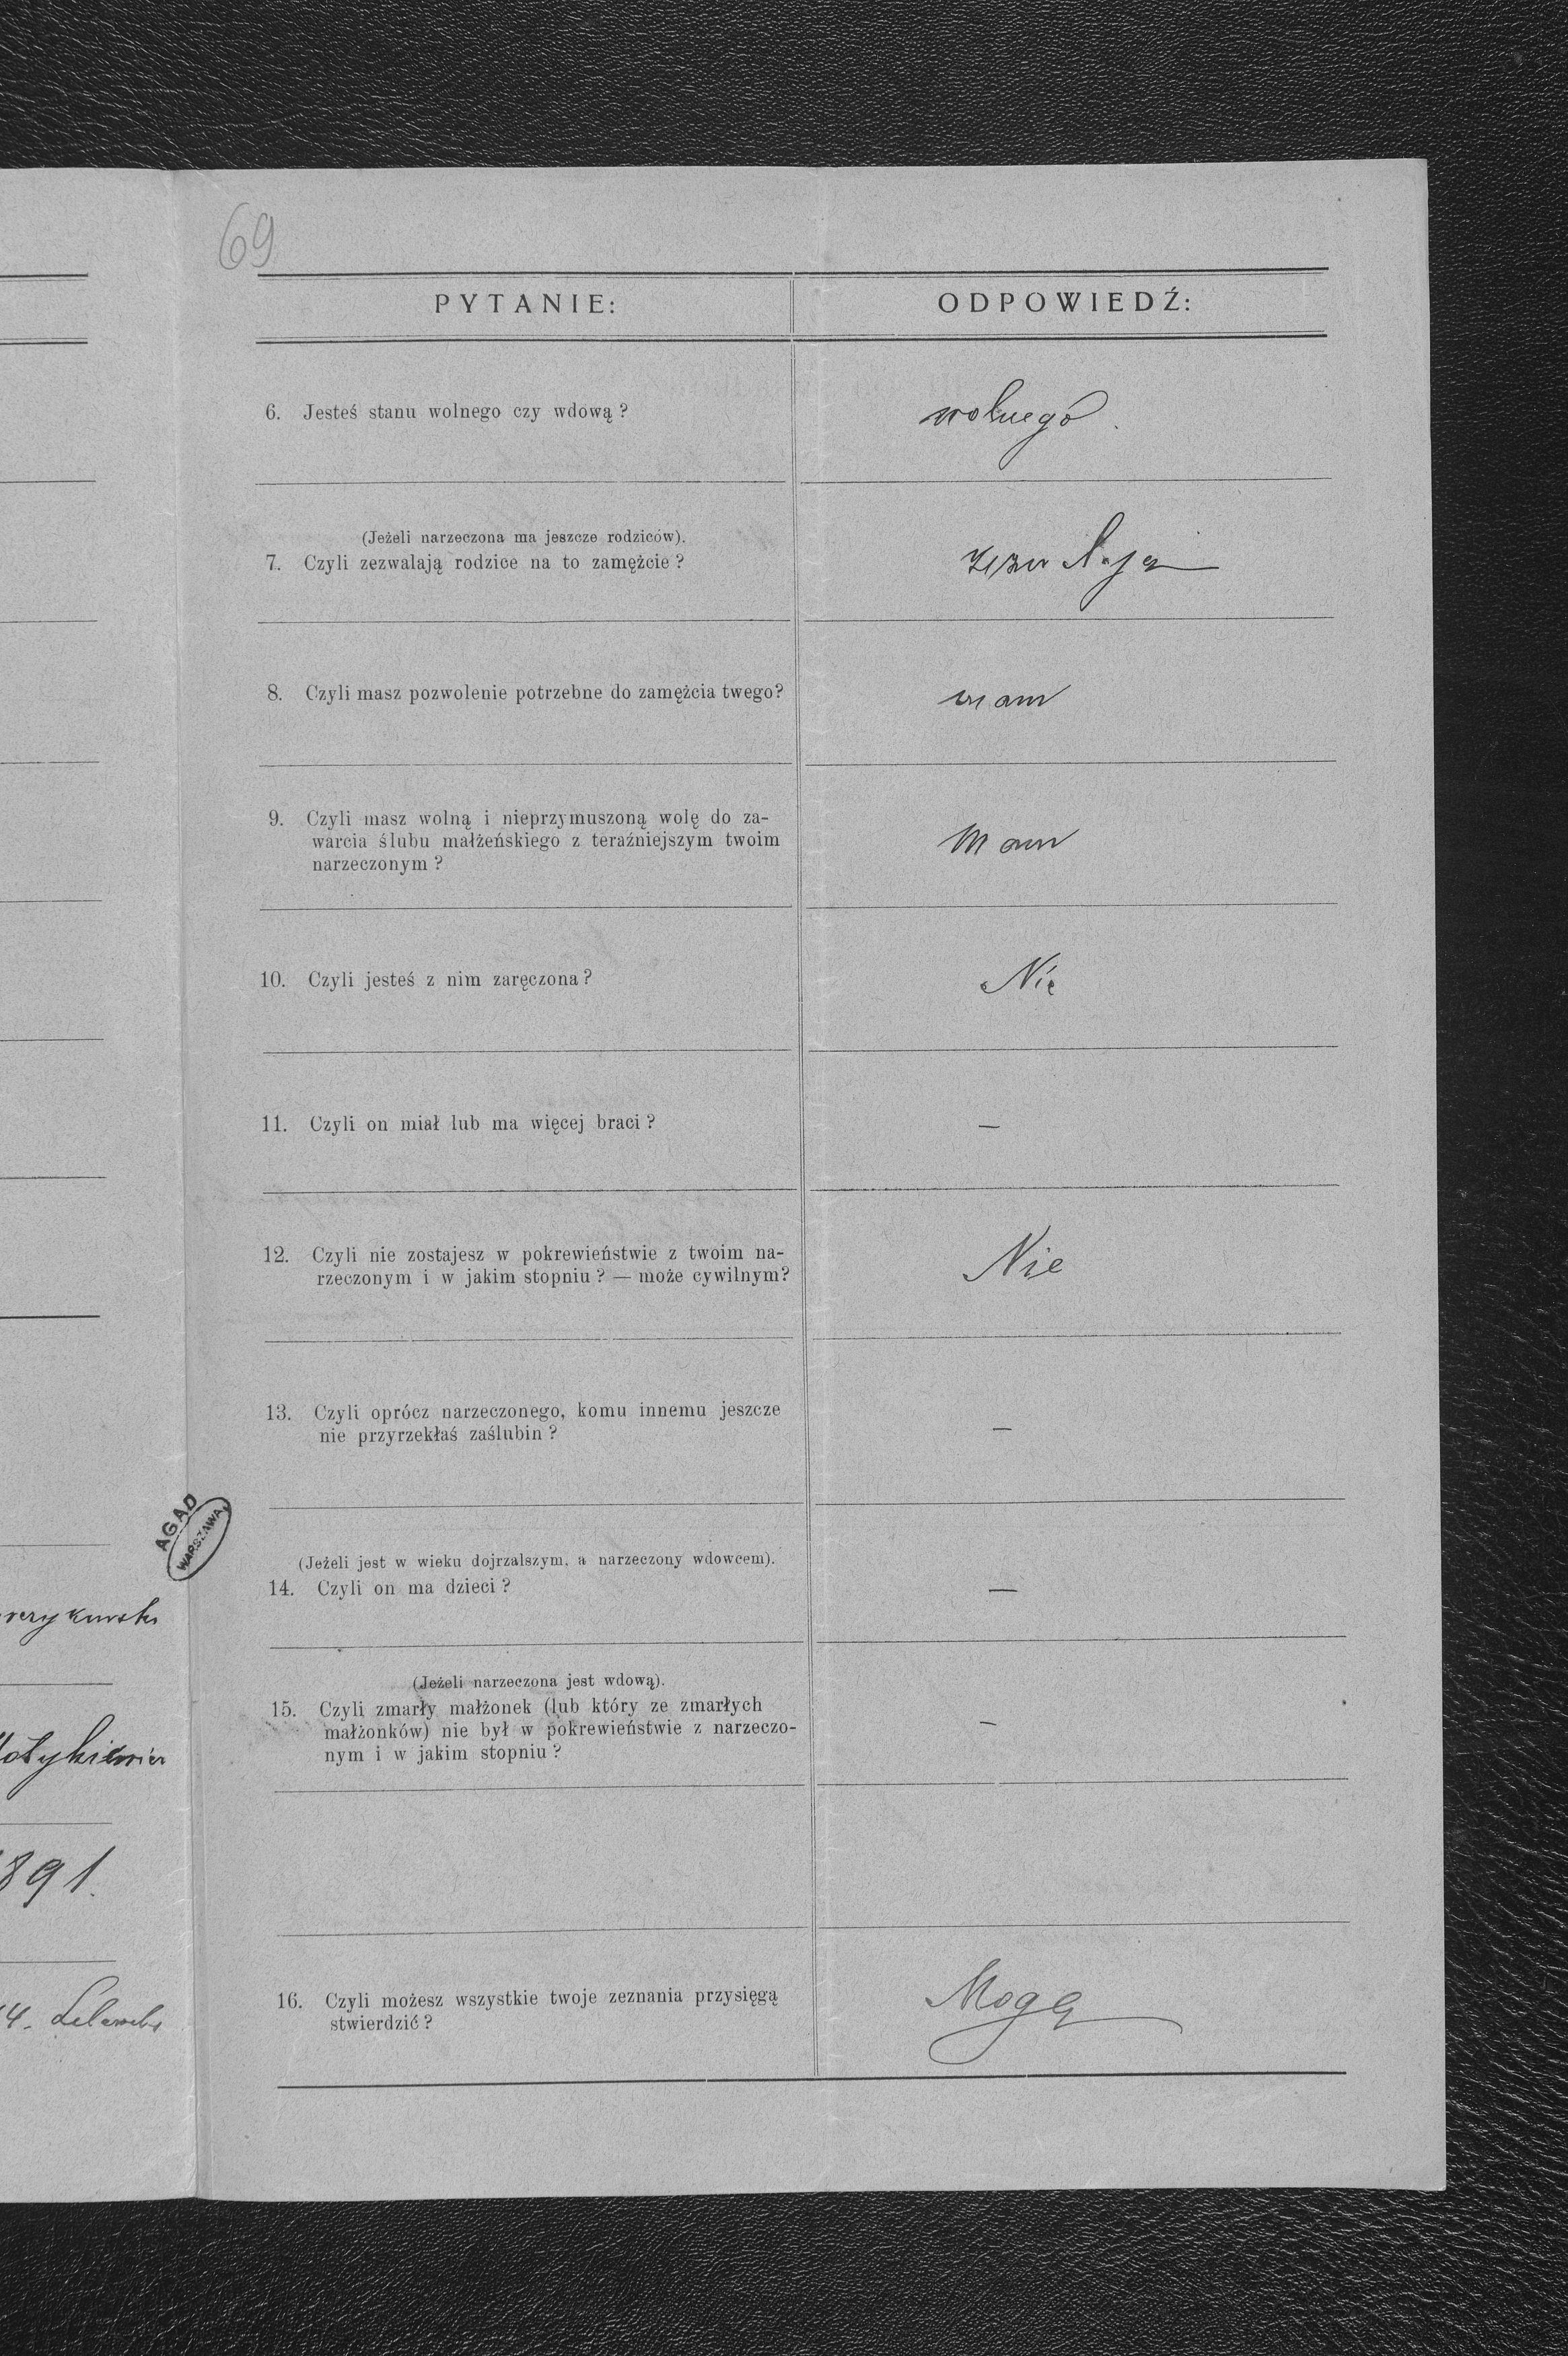 69
PYTANIE:
ODPOWIEDŹ:
6. Jesteś stanu wolnego czy wdową?
wolnego.
(Jeżeli narzeczona ma jeszcze rodziców).
7. Czyli zezwalają rodzice na to zamężcie?
zezwalają
8. Czyli masz pozwolenie potrzebne do zamężcia twego?
mam
9. Czyli masz wolną i nieprzymuszoną wolę do za-
warcia ślubu małżeńskiego z teraźniejszym twoim
narzeczonym?
Mam
10. Czyli jesteś z nim zaręczona?
Nie
11. Czyli on miał lub ma więcej braci?
—
12. Czyli nie zostajesz w pokrewieństwie z twoim na-
rzeczonym i w jakim stopniu? — może cywilnym?
Nie
13. Czyli oprócz narzeczonego, komu innemu jeszcze
nie przyrzekłaś zaślubin?
—
AGAD
WARSZAWA
(Jeżeli jest w wieku dojrzalszym, a narzeczony wdowcem).
14. Czyli on ma dzieci?
—
(Jeżeli narzeczona jest wdową).
15. Czyli zmarły małżonek (lub który ze zmarłych
małżonków) nie był w pokrewieństwie z narzeczo-
nym i w jakim stopniu?
—
891.
16. Czyli możesz wszystkie twoje zeznania przysięgą
stwierdzić?
Mogę